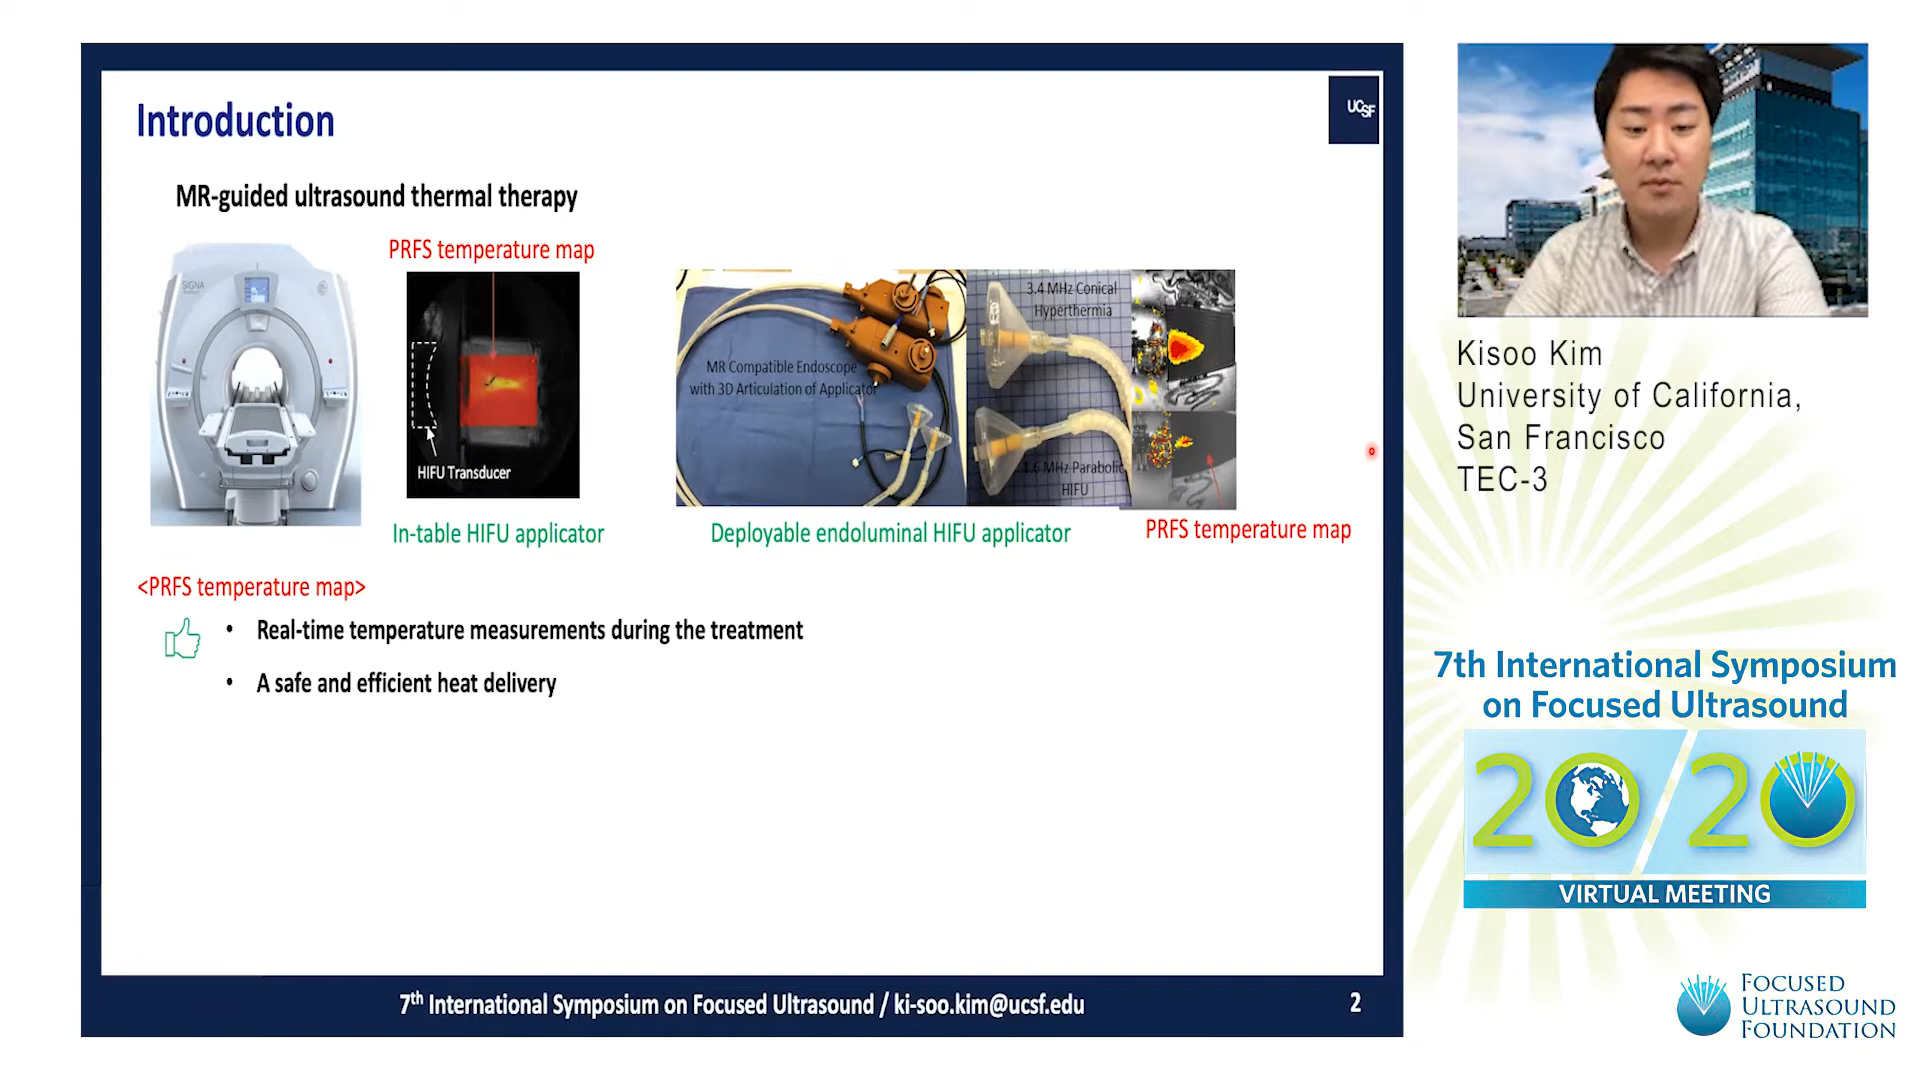 Introduction
UCSF
MR-guided ultrasound thermal therapy
PRFS temperature map
SIGNA
HIFU Transducer
In-table HIFU applicator
MR Compatible Endoscope
with 3D Articulation of Applicator
3.4 MHz Conical
Hyperthermia
MHz Parabolic
HIFU
Deployable endoluminal HIFU applicator
PRFS temperature map
<PRFS temperature map>
• Real-time temperature measurements during the treatment
• A safe and efficient heat delivery
7th International Symposium on Focused Ultrasound / ki-soo.kim@ucsf.edu
2
Kisoo Kim
University of California,
San Francisco
TEC-3
7th International Symposium
on Focused Ultrasound
20/20
VIRTUAL MEETING
FOCUSED
ULTRASOUND
FOUNDATION